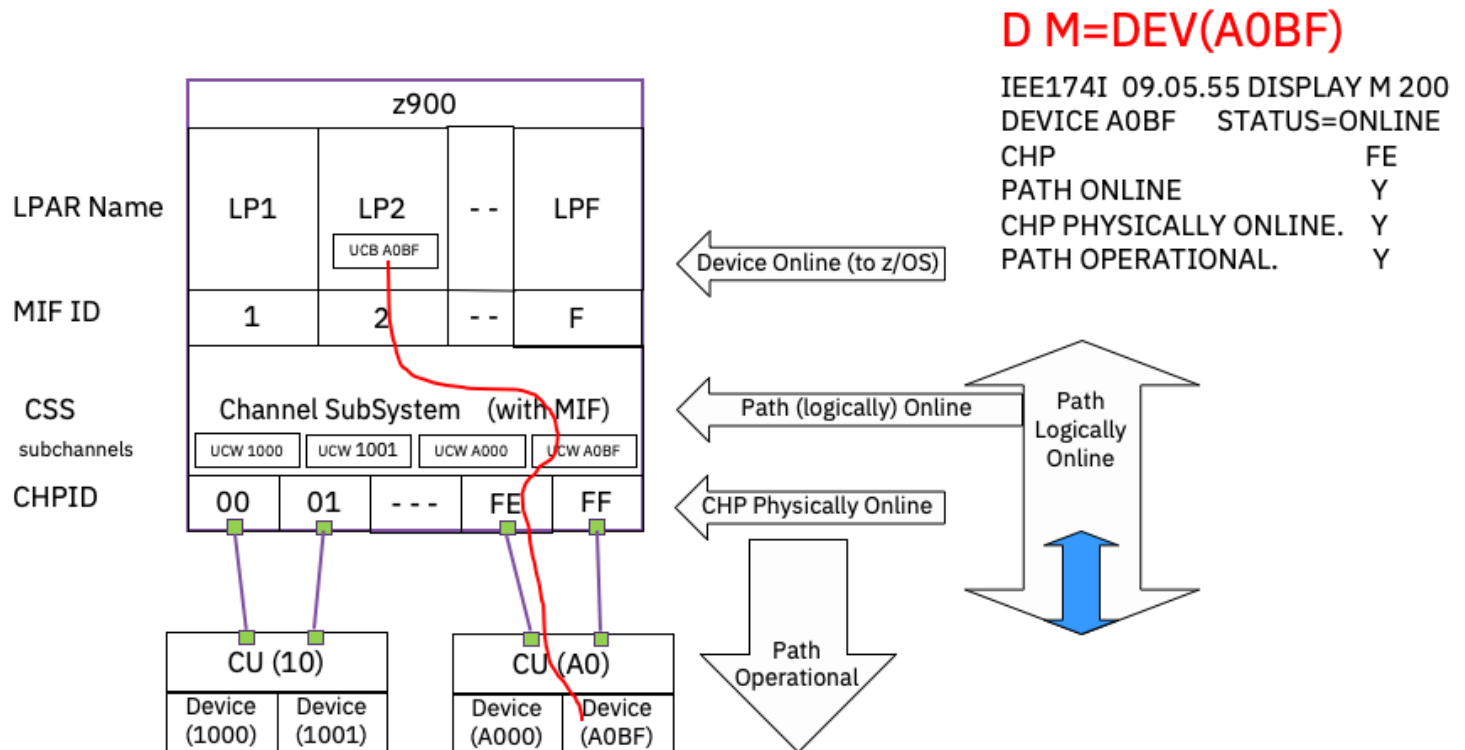 D M=DEV(A0BF)
IEE174I 09.05.55 DISPLAY M 200
DEVICE A0BF STATUS=ONLINE
CHP FE
PATH ONLINE Y
CHP PHYSICALLY ONLINE. Y
PATH OPERATIONAL. Y
z900
LPAR Name LP1 LP2 - - LPF
UCB A0BF
Device Online (to z/OS)
MIF ID 1 2 - - F
CSS Channel SubSystem (with MIF)
Path (logically) Online
Path
Logically
Online
subchannels UCW 1000 UCW 1001 UCW A000 UCW A0BF
CHPID 00 01 - - - FE FF
CHP Physically Online
Path
Operational
CU (10) CU (A0)
Device Device Device Device
(1000) (1001) (A000) (A0BF)